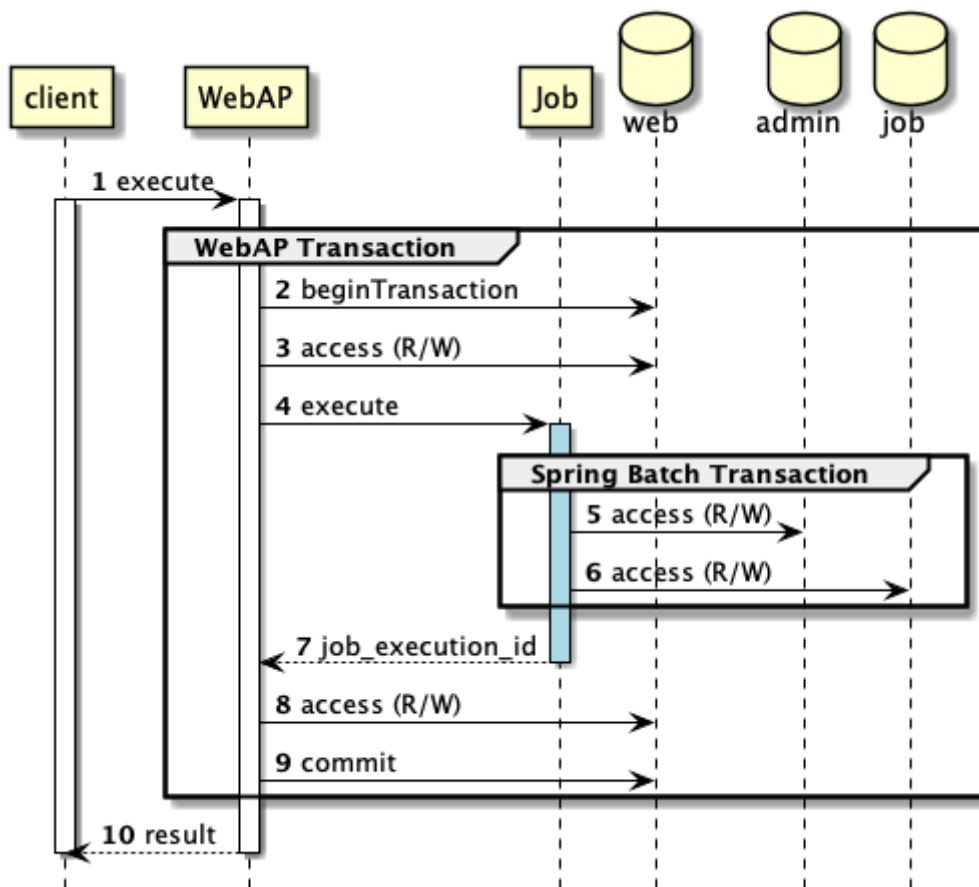 client
WebAP
Job
web
admin
job
1 execute
WebAP Transaction
2 beginTransaction
3 access (R/W)
4 execute
Spring Batch Transaction
5 access (R/W)
6 access (R/W)
7 job_execution_id
8 access (R/W)
9 commit
10 result